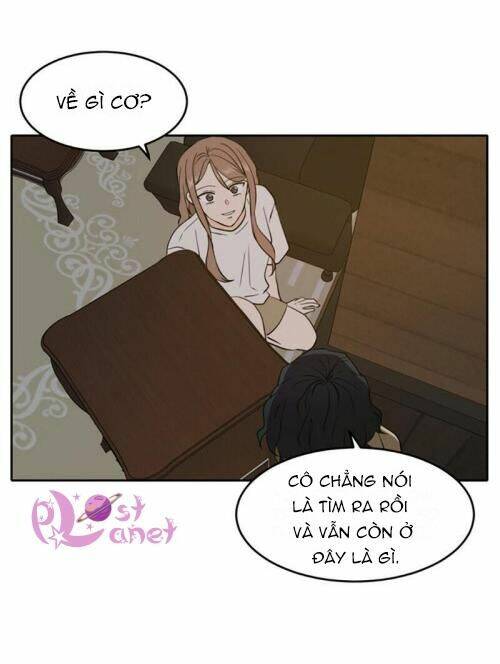 VỀ GÌ CƠ?
CÔ CHẲNG NÓI
LÀ TÌM RA RỒI
VÀ VẪN CÒN Ở
ĐÂY LÀ GÌ.
Lost
Planet